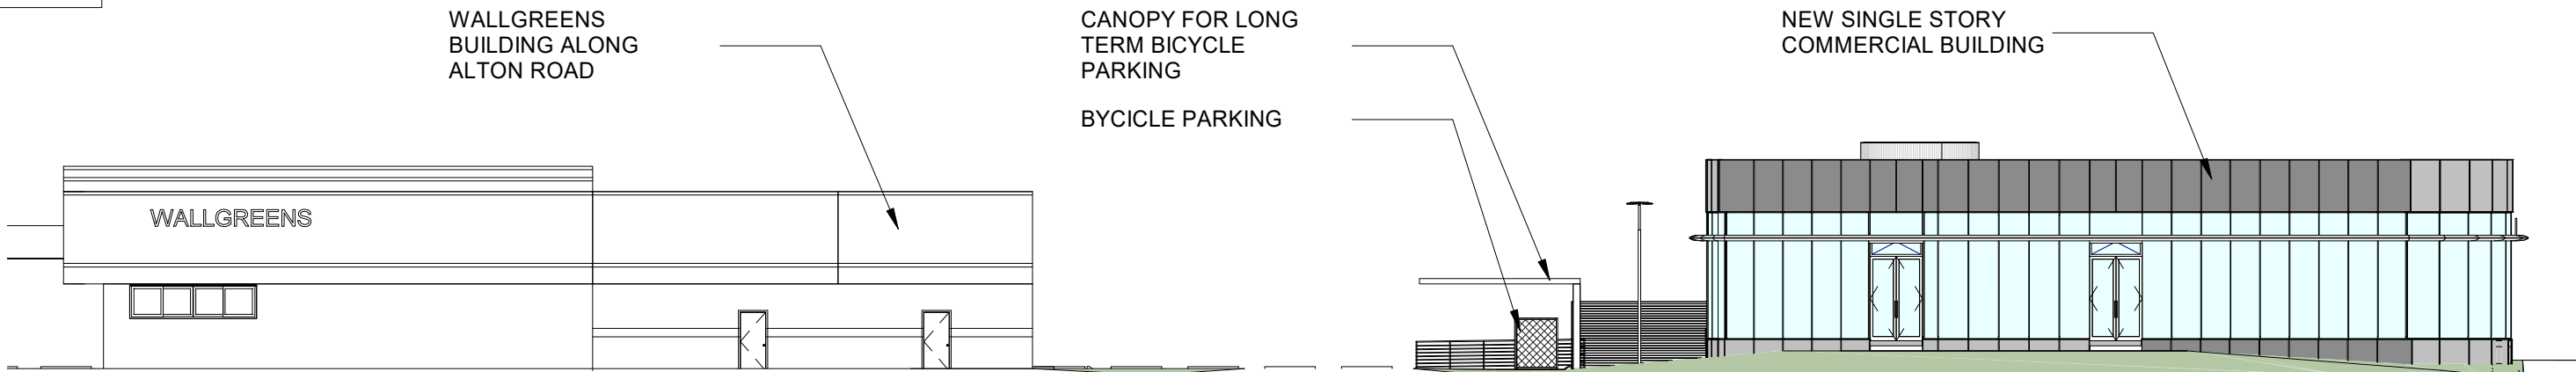 WALLGREENS
BUILDING ALONG
ALTON ROAD
CANOPY FOR LONG
TERM BICYCLE
PARKING
BYCICLE PARKING
NEW SINGLE STORY
COMMERCIAL BUILDING
WALLGREENS